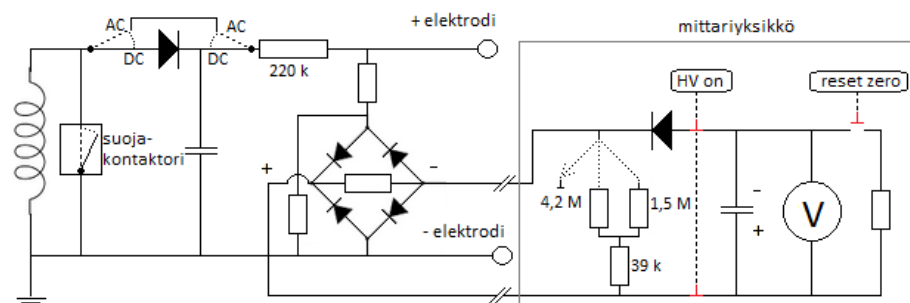 AC
AC
DC
DC
220 k
+ elektrodi
mittariyksikkö
HV on
reset zero
suoja-
kontaktori
+
–
4,2 M
1,5 M
39 k
–
+
V
- elektrodi